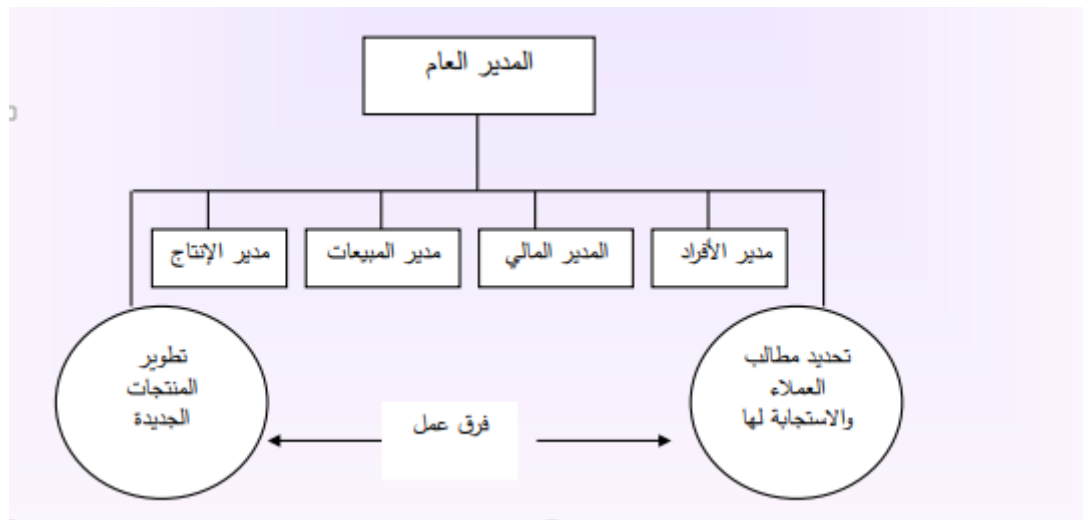 المدير العام
مدير الأفراد
المدير المالي
مدير المبيعات
مدير الإنتاج
تحديد مطالب
العملاء
والاستجابة لها
تطوير
المنتجات
الجديدة
فرق عمل